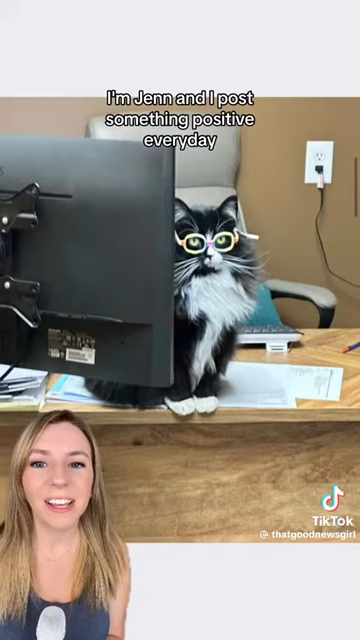 I'm Jenn and I post
something positive
everyday
TikTok
@ thatgoodnewsgirl